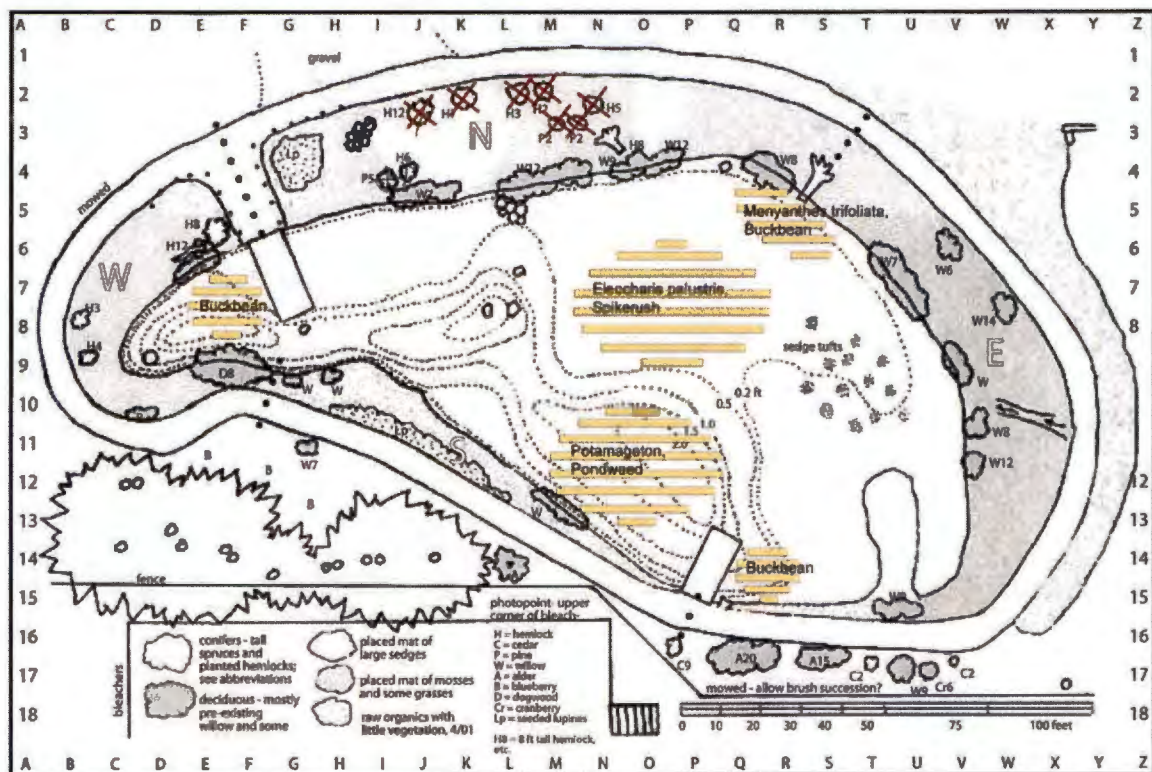 A B C D E F G H I J K L M N O P Q R S T U V W X Y Z
1 1
gravel
2 2
H12 H3 H2 H5
3 3
P2 P2
N
Lp
H8 W12
H6 W12 W9 W8
4 4
P5 W2
mowed
5 5
Menyanthes trifoliata,
Buckbean
H8
H12
6 6
W7 W6
W
Eleocharis palustris,
Spikerush
7 7
Buckbean
H3
W14
8 8
H4
sedge tufts
E
9 9
D8 W H W
0.5 0.2 ft
10 10
1.0
1.5
2.0
W8
S
11 11
B W7
Potamageton,
Pondweed
W12
B
12 12
B
W
13 13
14 14
Buckbean
fence
15 15
photopoint- upper
corner of bleach-
16 16
bleachers
conifers - tall
spruces and
planted hemlocks;
see abbreviations
deciduous - mostly
pre-existing
willow and some
placed mat of
large sedges
placed mat of mosses
and some grasses
raw organics with
little vegetation, 4/01
H = hemlock
C = cedar
P = pine
W = willow
A = alder
B = blueberry
D = dogwood
Cr = cranberry
Lp = seeded lupines
H8 = 8 ft tall hemlock,
etc.
C9 A20 A15 C2 W9 Cr6 C2
17 17
mowed - allow brush succession?
18 18
0 10 20 30 40 50 75 100 feet
A B C D E F G H I J K L M N O P Q R S T U V W X Y Z